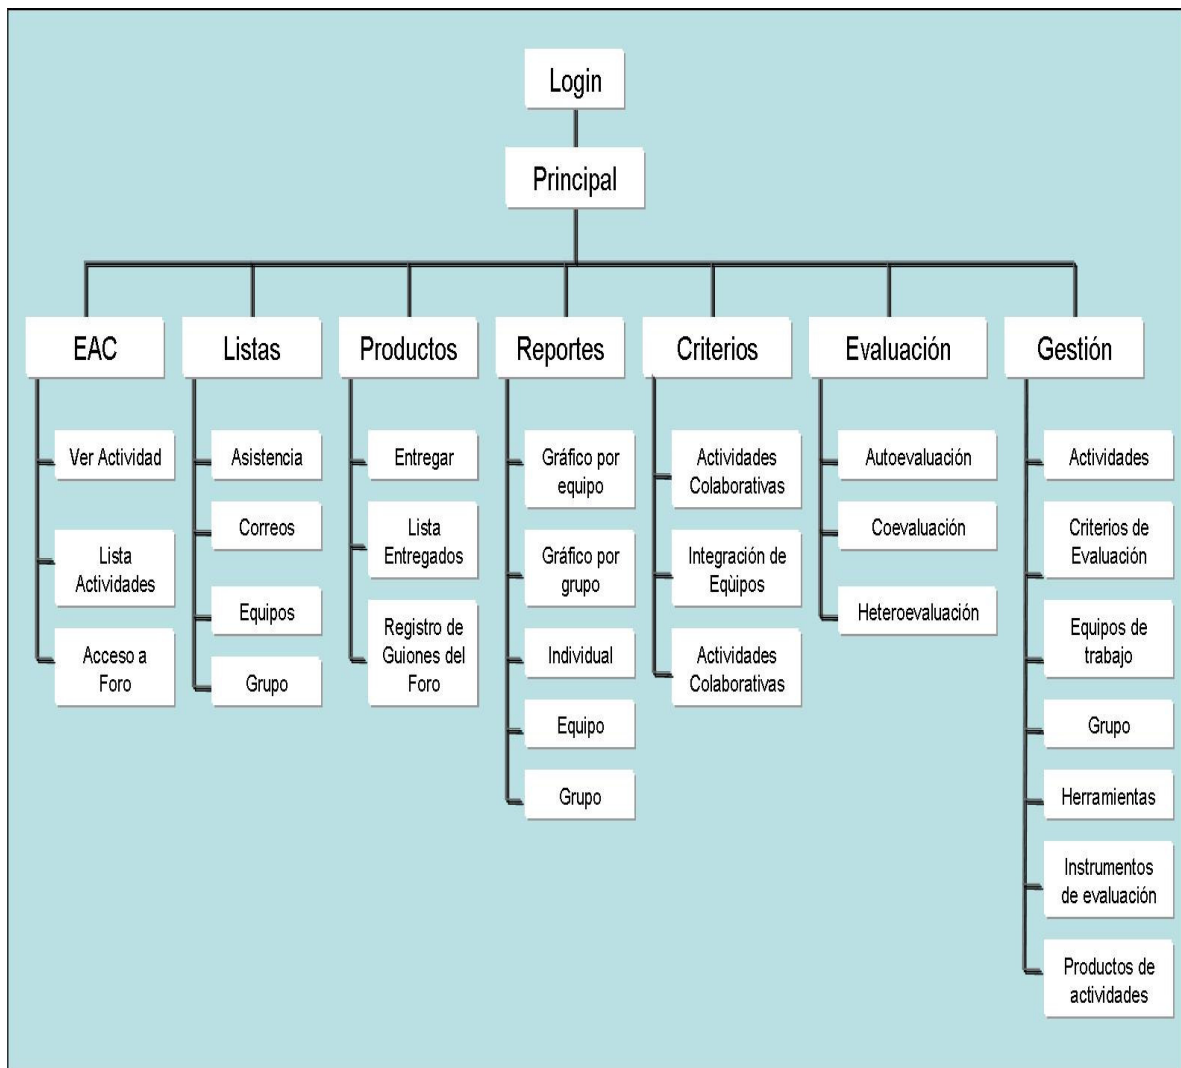 Login
Principal
EAC
Listas
Productos
Reportes
Criterios
Evaluación
Gestión
Ver Actividad
Lista
Actividades
Acceso a
Foro
Asistencia
Correos
Equipos
Grupo
Entregar
Lista
Entregados
Registro de
Guiones del
Foro
Gráfico por
equipo
Gráfico por
grupo
Individual
Equipo
Grupo
Actividades
Colaborativas
Integración de
Eqùipos
Actividades
Colaborativas
Autoevaluación
Coevaluación
Heteroevaluación
Actividades
Criterios de
Evaluación
Equipos de
trabajo
Grupo
Herramientas
Instrumentos
de evaluación
Productos de
actividades